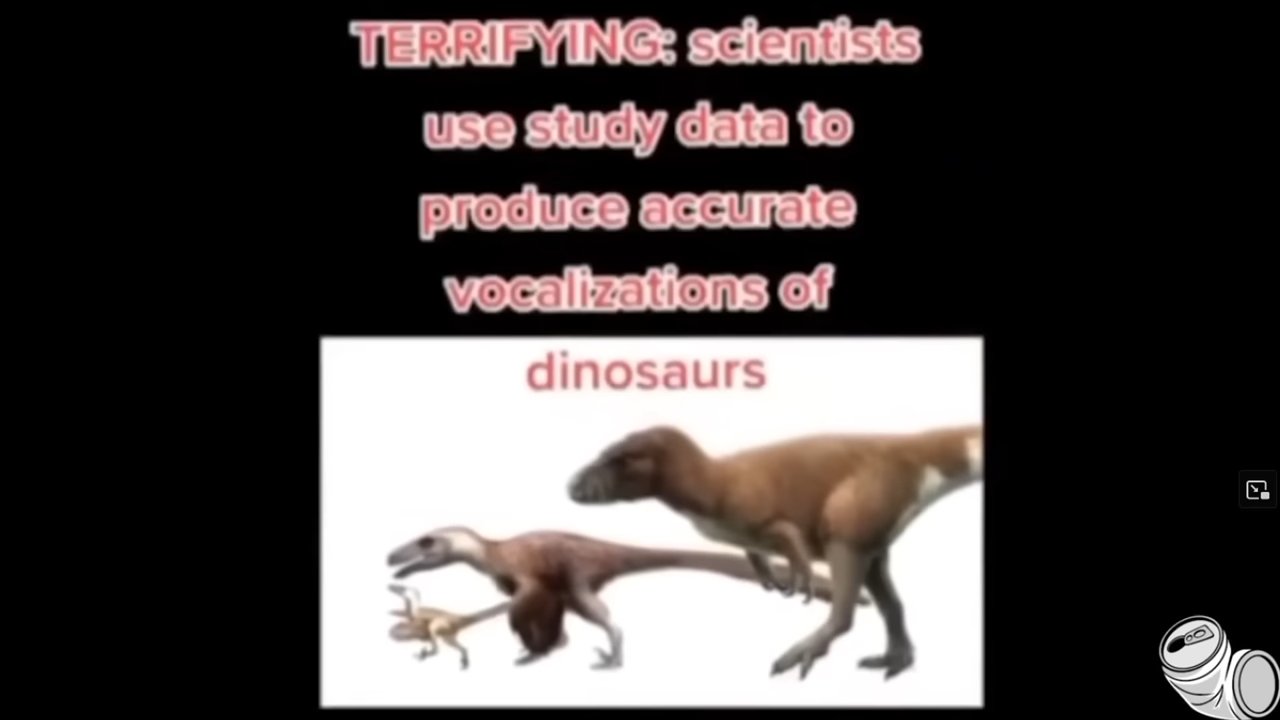 TERRIFYING: scientists
use study data to
produce accurate
vocalizations of
dinosaurs